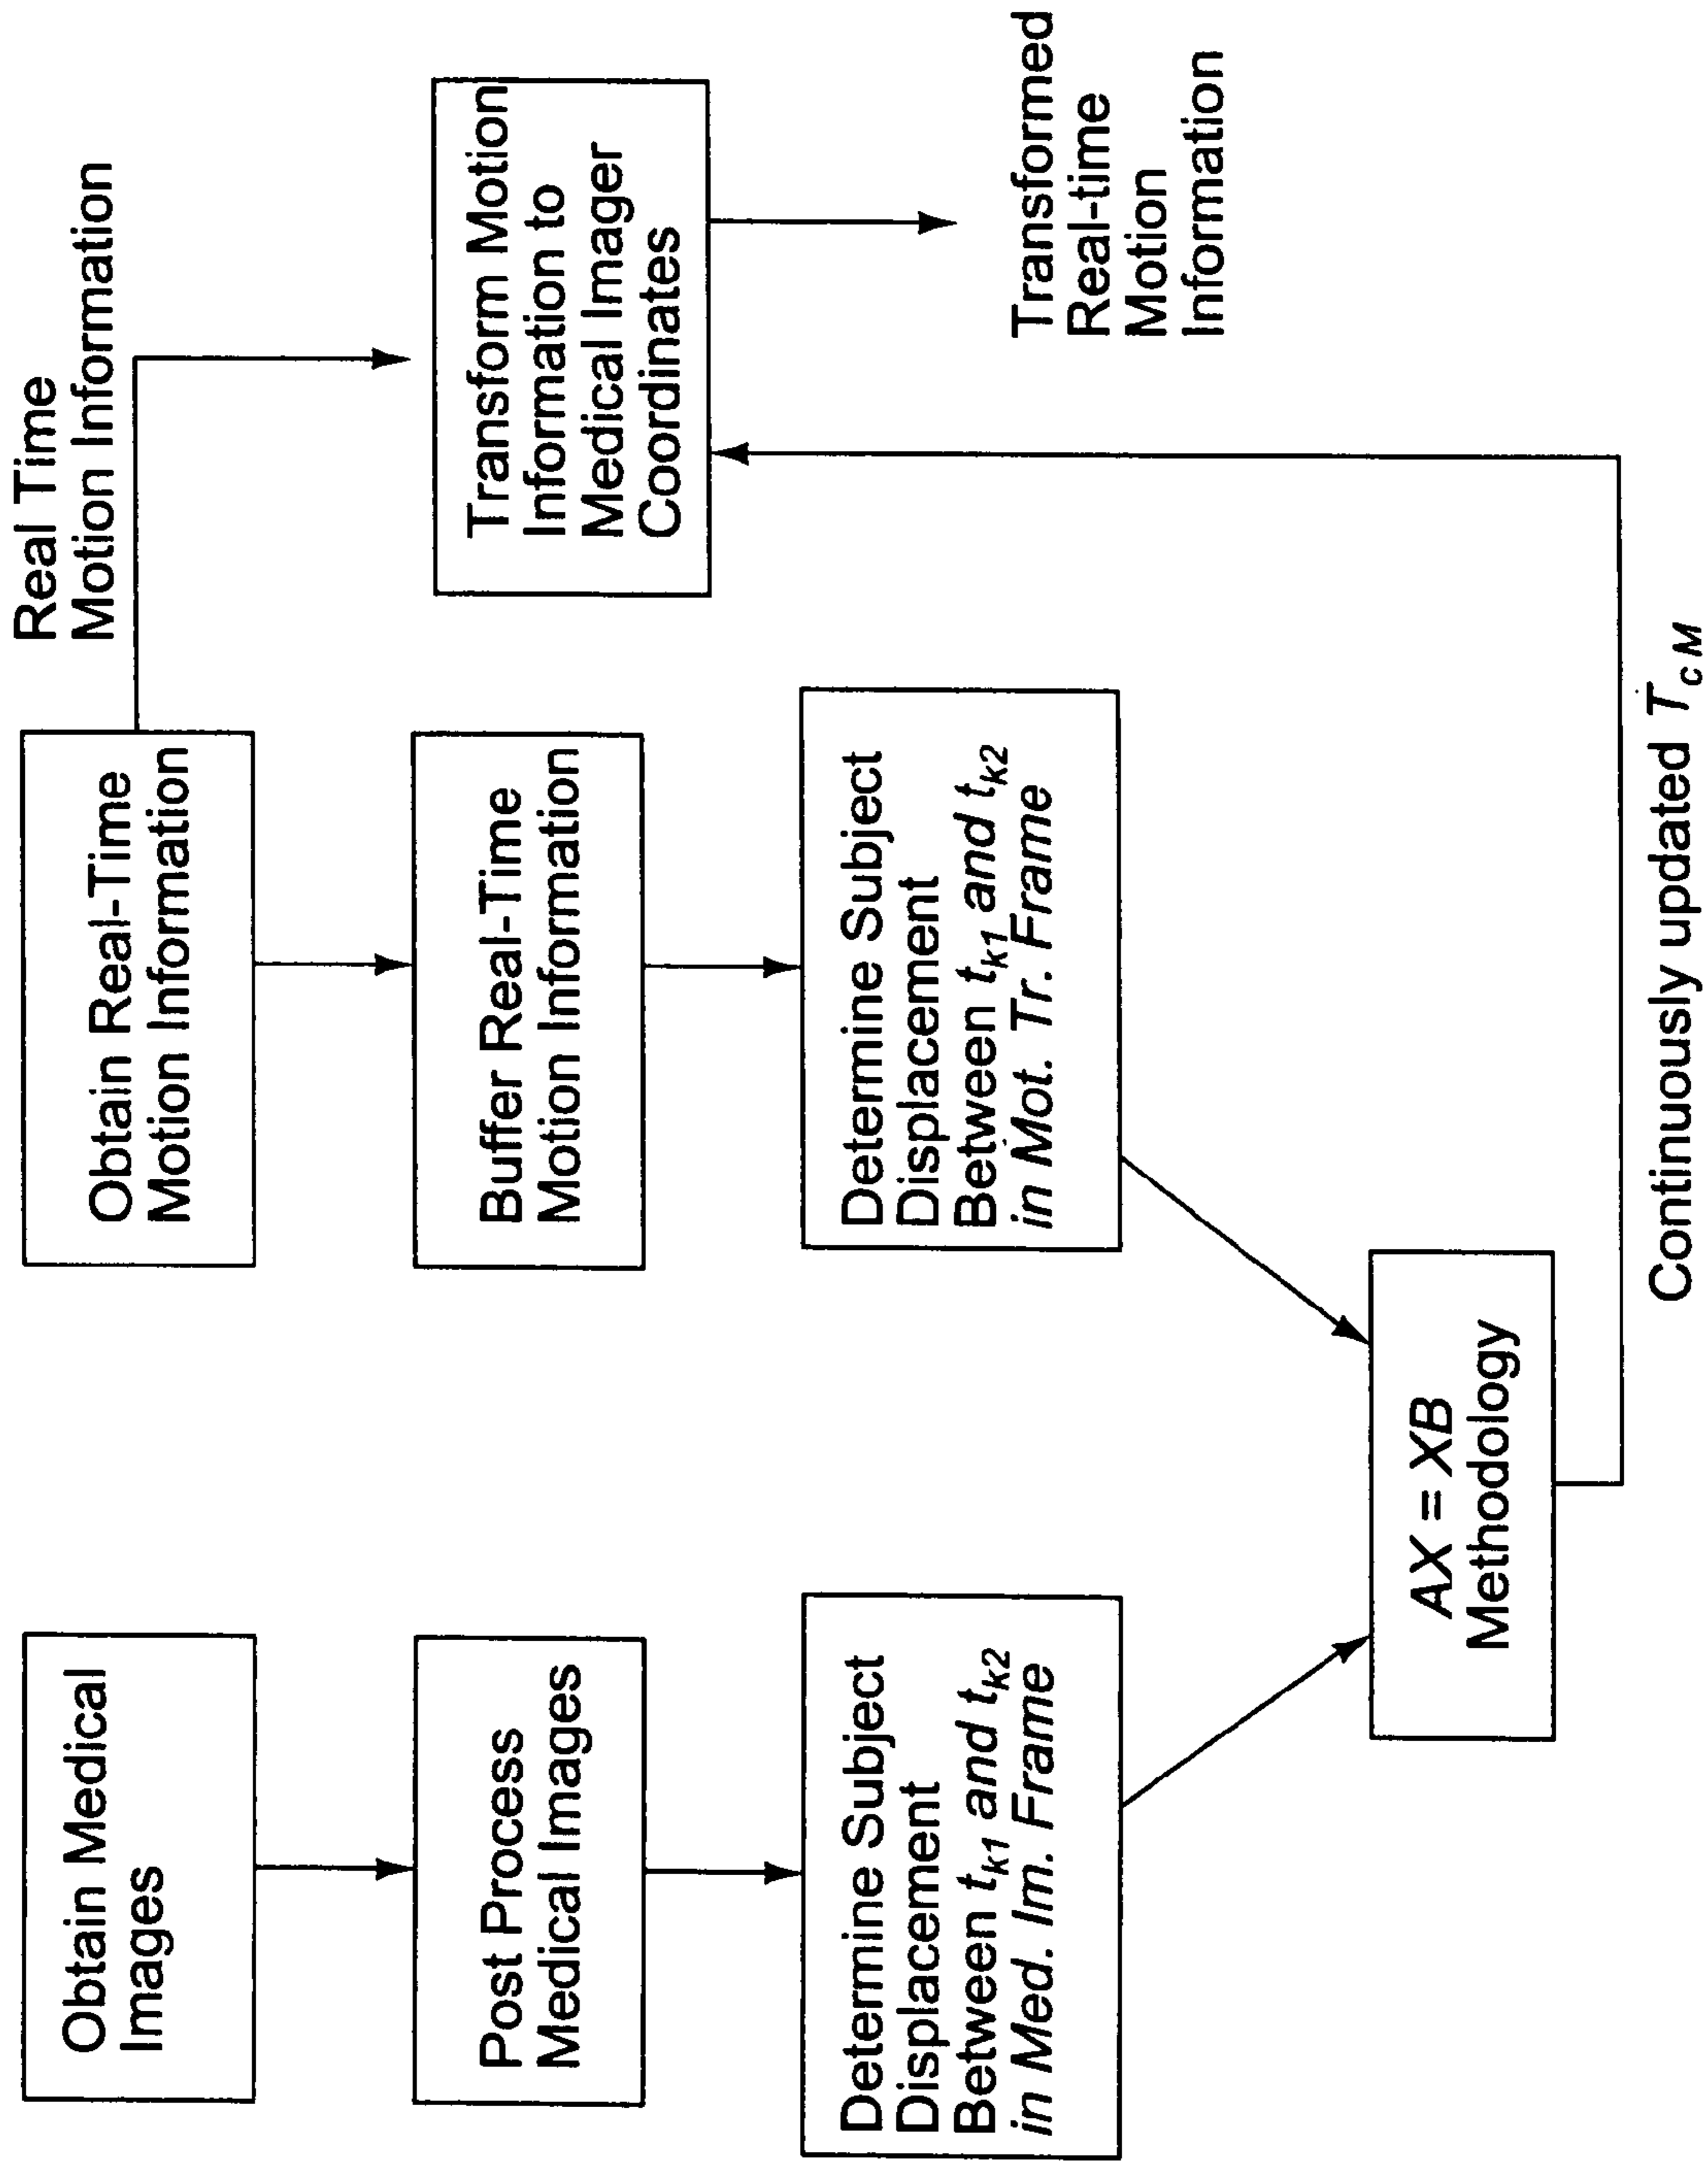 Obtain Medical
Images
Post Process
Medical Images
Determine Subject
Displacement
Between t_k1 and t_k2
in Med. Im. Frame
Obtain Real-Time
Motion Information
Buffer Real-Time
Motion Information
Determine Subject
Displacement
Between t_k1 and t_k2
in Mot. Tr. Frame
AX = XB
Methodology
Continuously updated T_cM
Real Time
Motion Information
Transform Motion
Information to
Medical Imager
Coordinates
Transformed
Real-time
Motion
Information